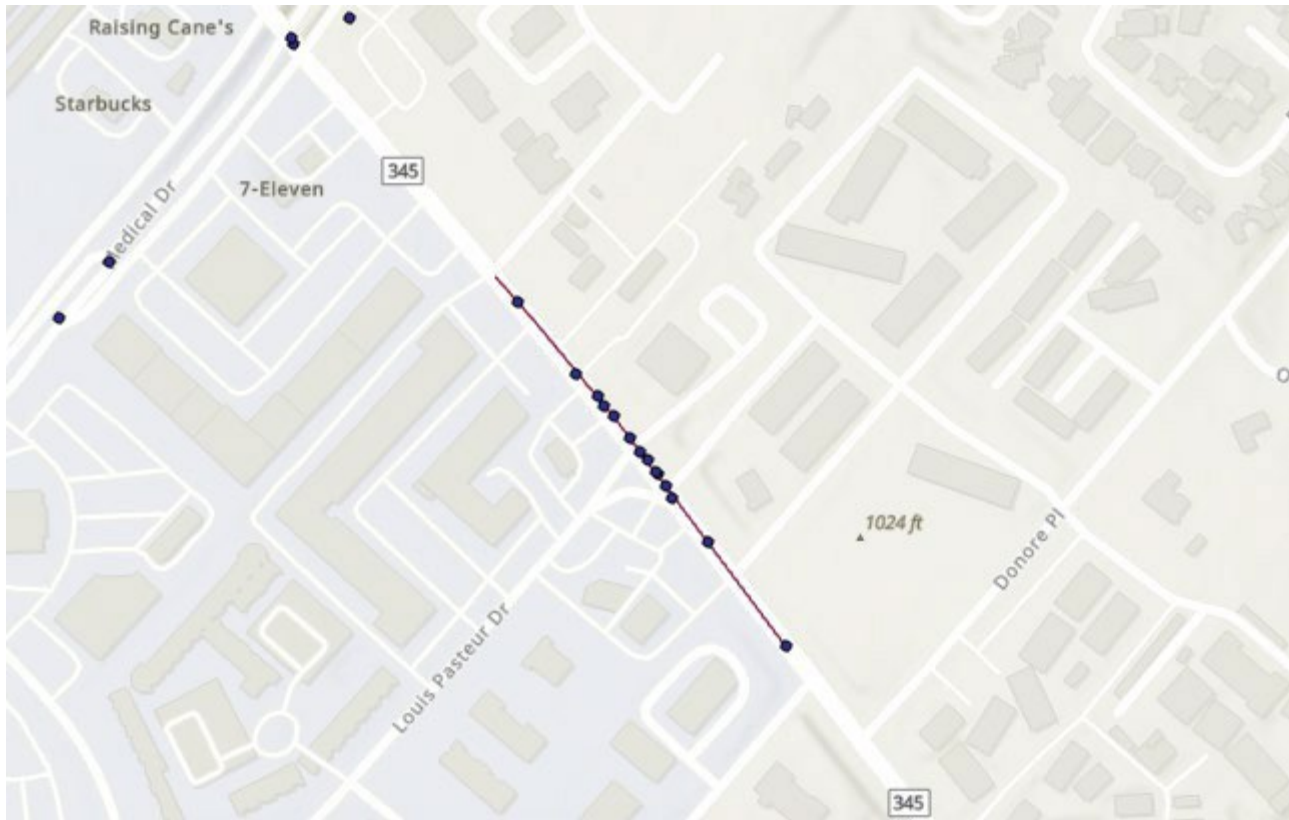 Raising Cane's
Starbucks
345
Medical Dr
7-Eleven
1024 ft
Donore Pl
Louis Pasteur Dr
345